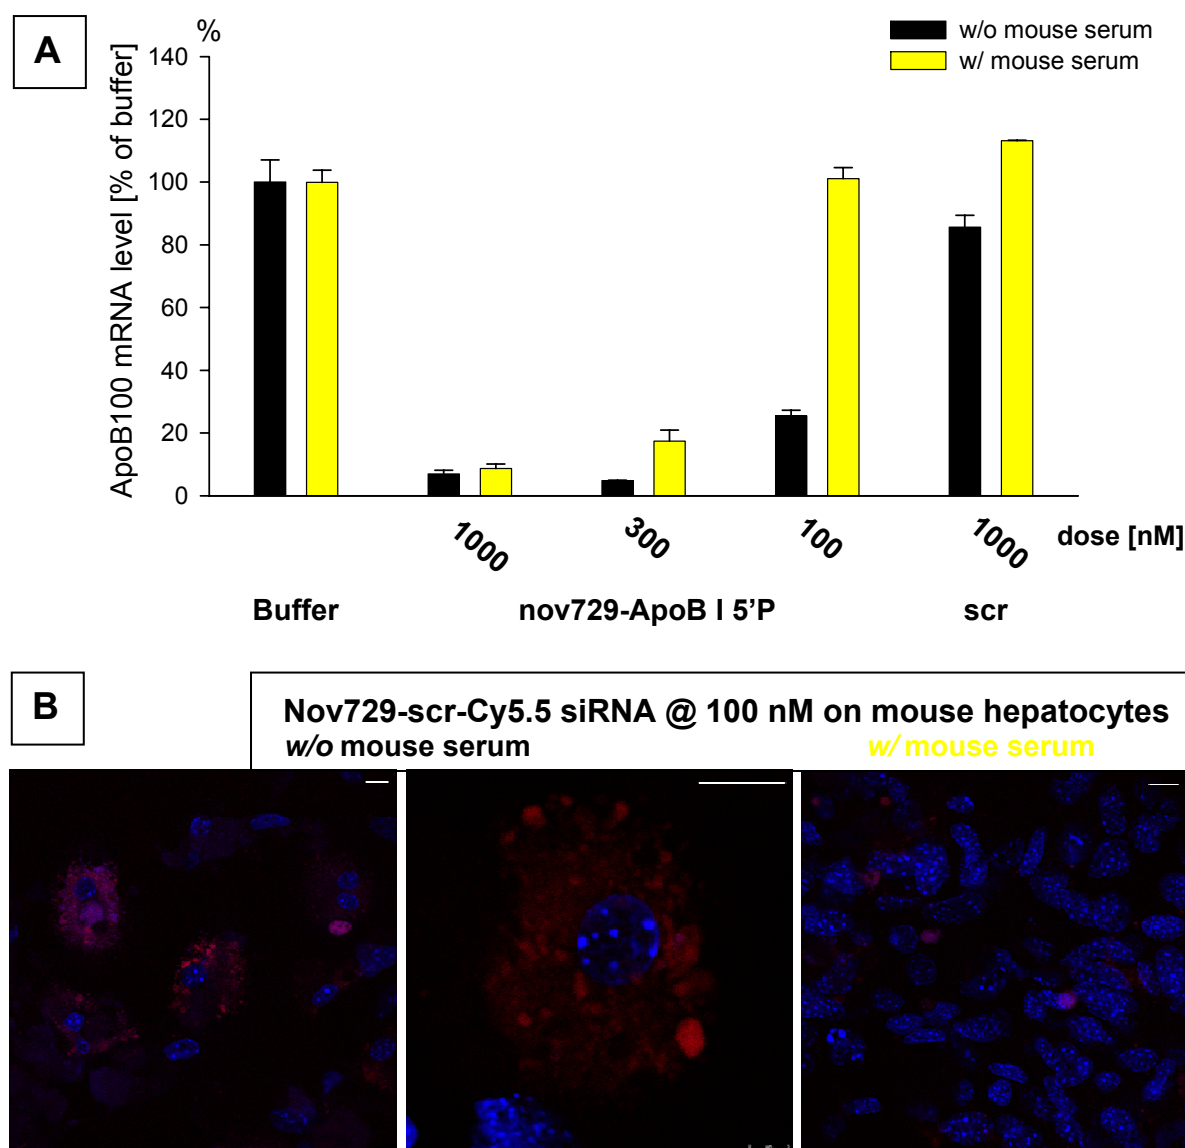 A
%
w/o mouse serum
w/ mouse serum
ApoB100 mRNA level [% of buffer]
140
120
100
80
60
40
20
0
1000
300
100
1000
dose [nM]
Buffer
nov729-ApoB I 5'P
scr
B
Nov729-scr-Cy5.5 siRNA @ 100 nM on mouse hepatocytes
w/o mouse serum
w/ mouse serum